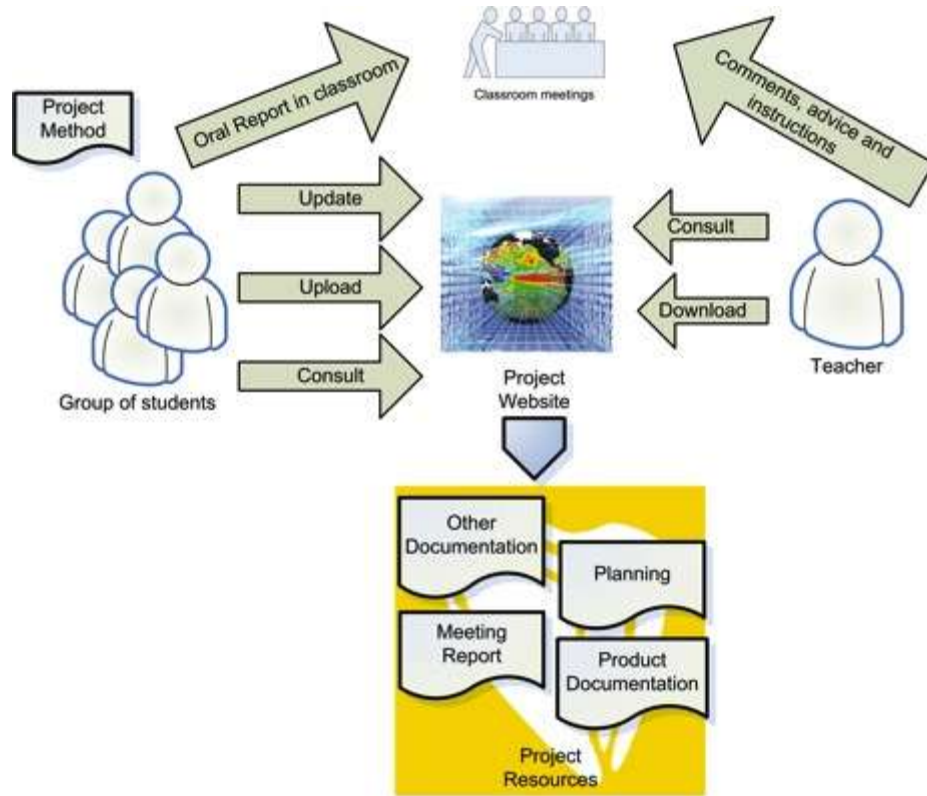 Classroom meetings
Project
Method
Oral Report in classroom
Comments, advice and
instructions
Update
Upload
Consult
Consult
Download
Group of students
Project
Website
Teacher
Other
Documentation
Planning
Meeting
Report
Product
Documentation
Project
Resources